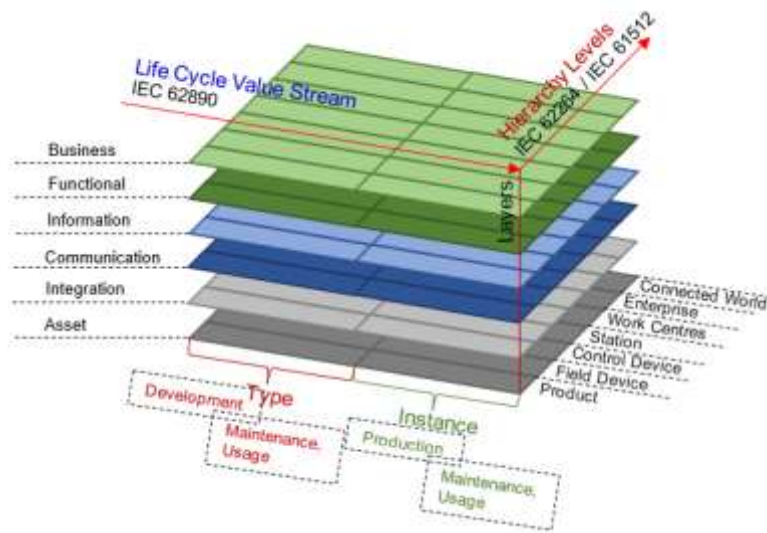 Life Cycle Value Stream
IEC 62890
Hierarchy Levels
IEC 62264 / IEC 61512
Layers
Business
Functional
Information
Communication
Integration
Asset
Connected World
Enterprise
Work Centres
Station
Control Device
Field Device
Product
Type
Development
Maintenance,
Usage
Instance
Production
Maintenance,
Usage